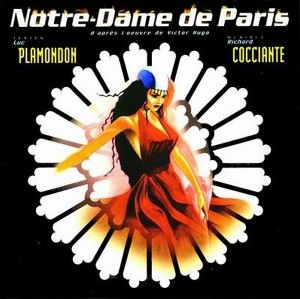 Notre-Dame de Paris
d'après l'oeuvre de Victor Hugo
TEXTES
Luc
PLAMONDON
MUSIQUE
Richard
COCCIANTE